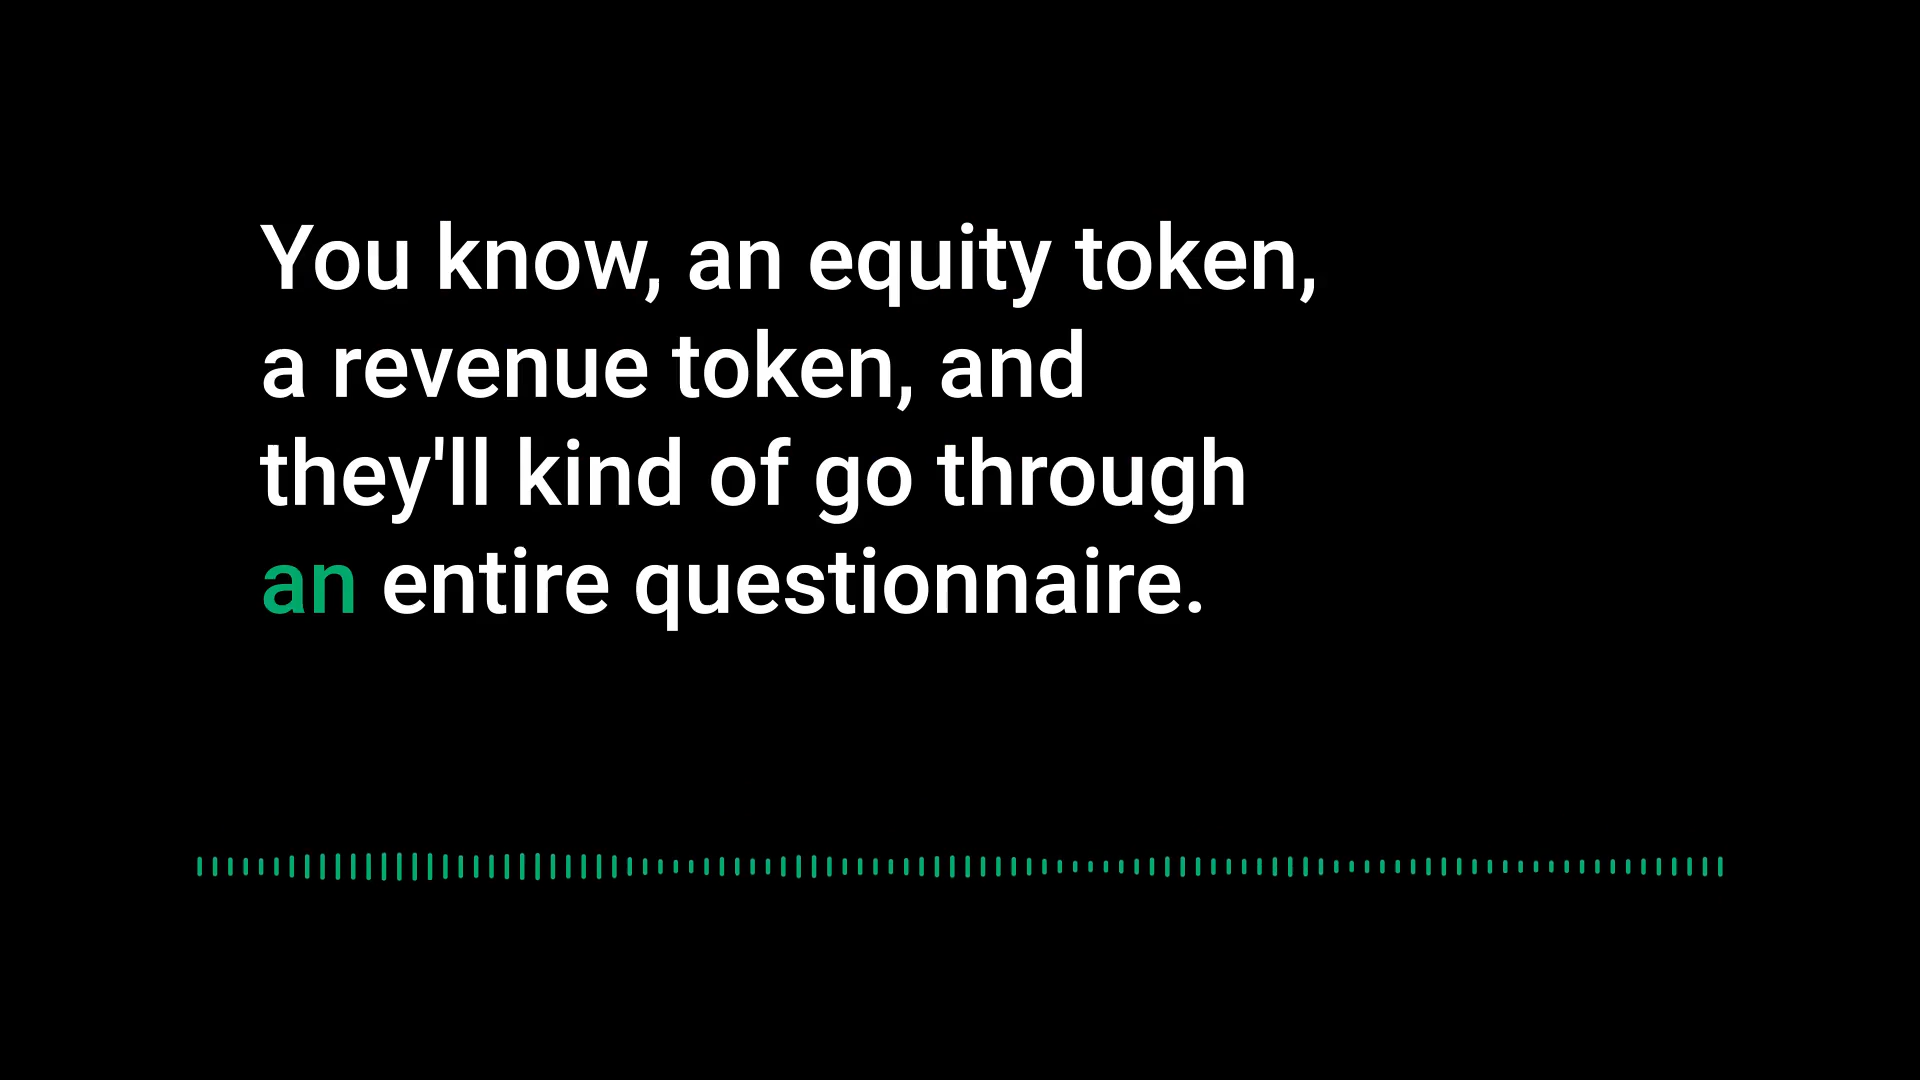 You know, an equity token,
a revenue token, and
they'll kind of go through
an entire questionnaire.